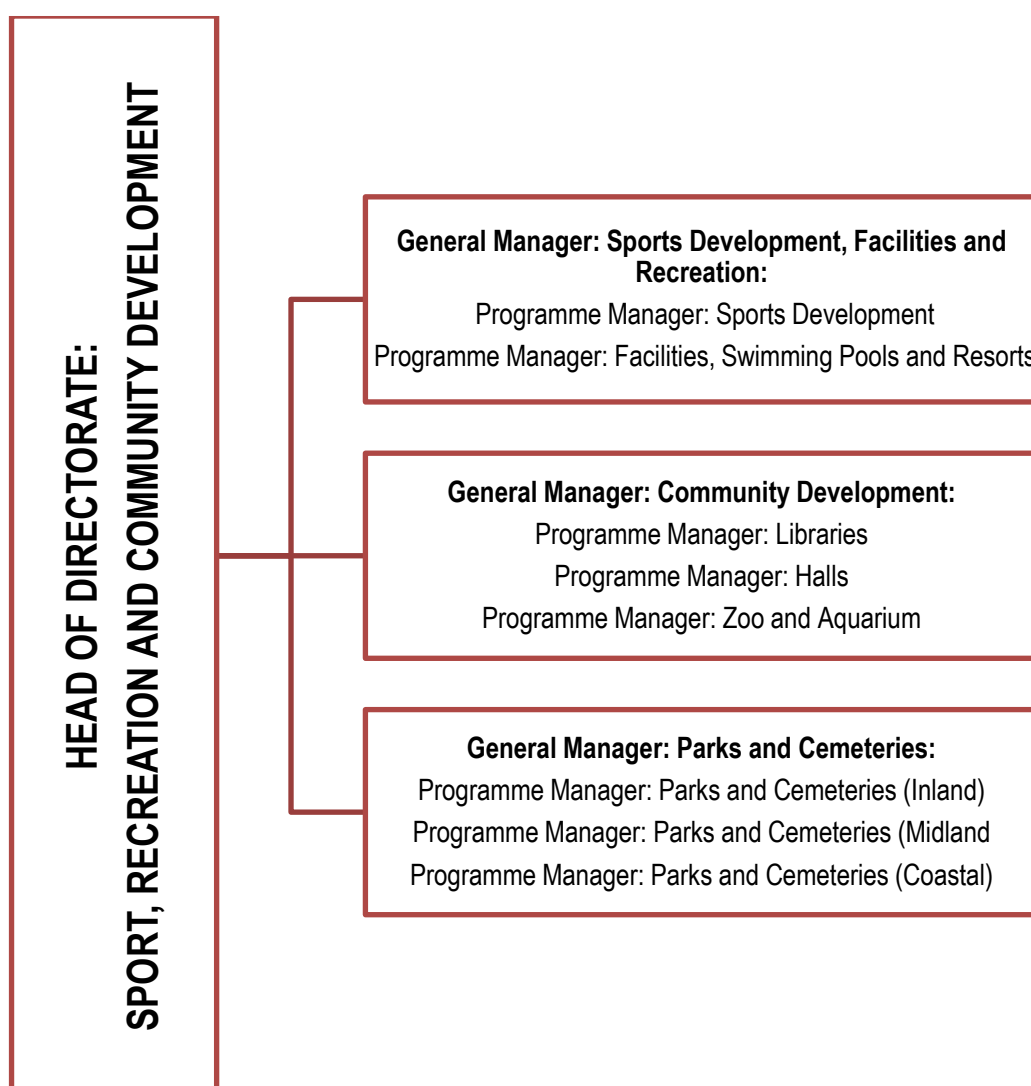 HEAD OF DIRECTORATE:
SPORT, RECREATION AND COMMUNITY DEVELOPMENT
General Manager: Sports Development, Facilities and
Recreation:
Programme Manager: Sports Development
Programme Manager: Facilities, Swimming Pools and Resorts
General Manager: Community Development:
Programme Manager: Libraries
Programme Manager: Halls
Programme Manager: Zoo and Aquarium
General Manager: Parks and Cemeteries:
Programme Manager: Parks and Cemeteries (Inland)
Programme Manager: Parks and Cemeteries (Midland
Programme Manager: Parks and Cemeteries (Coastal)